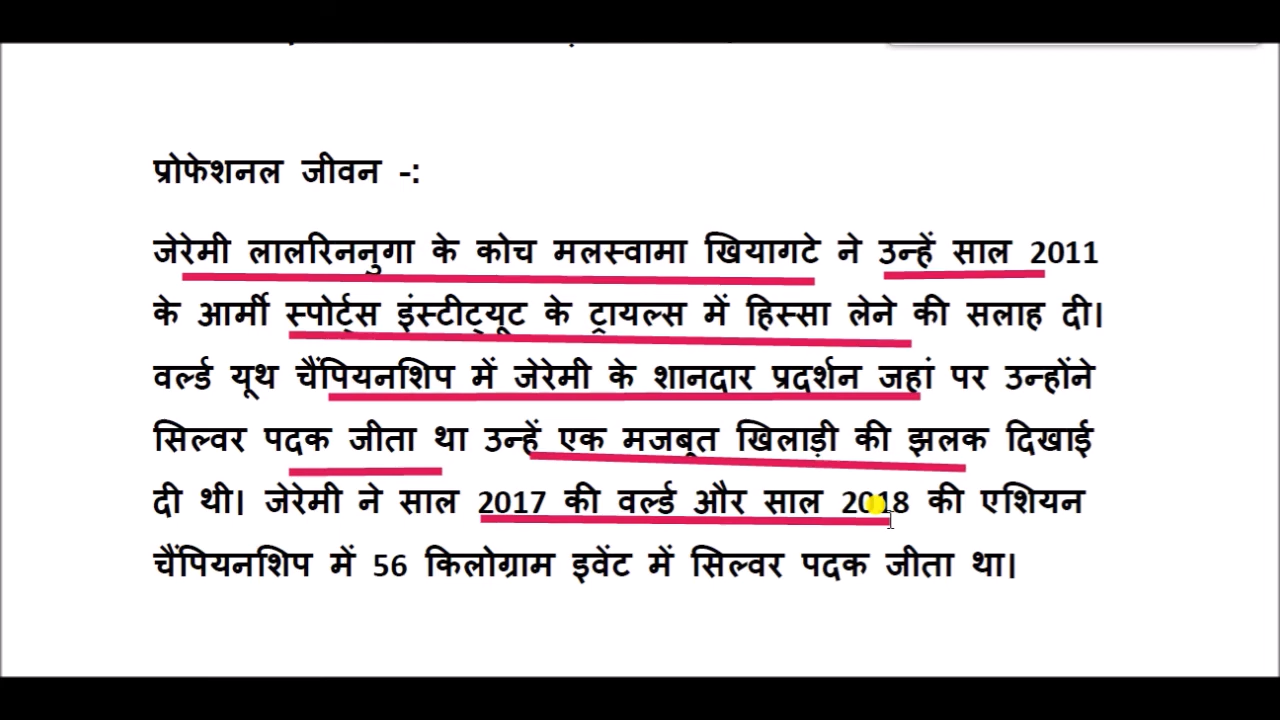 प्रोफेशनल जीवन -:
जेरेमी लालरिननुगा के कोच मलस्वामा खियागटे ने उन्हें साल 2011
के आर्मी स्पोर्ट्स इंस्टीट्यूट के ट्रायल्स में हिस्सा लेने की सलाह दी।
वर्ल्ड यूथ चैंपियनशिप में जेरेमी के शानदार प्रदर्शन जहां पर उन्होंने
सिल्वर पदक जीता था उन्हें एक मजबूत खिलाड़ी की झलक दिखाई
दी थी। जेरेमी ने साल 2017 की वर्ल्ड और साल 2018 की एशियन
चैंपियनशिप में 56 किलोग्राम इवेंट में सिल्वर पदक जीता था।